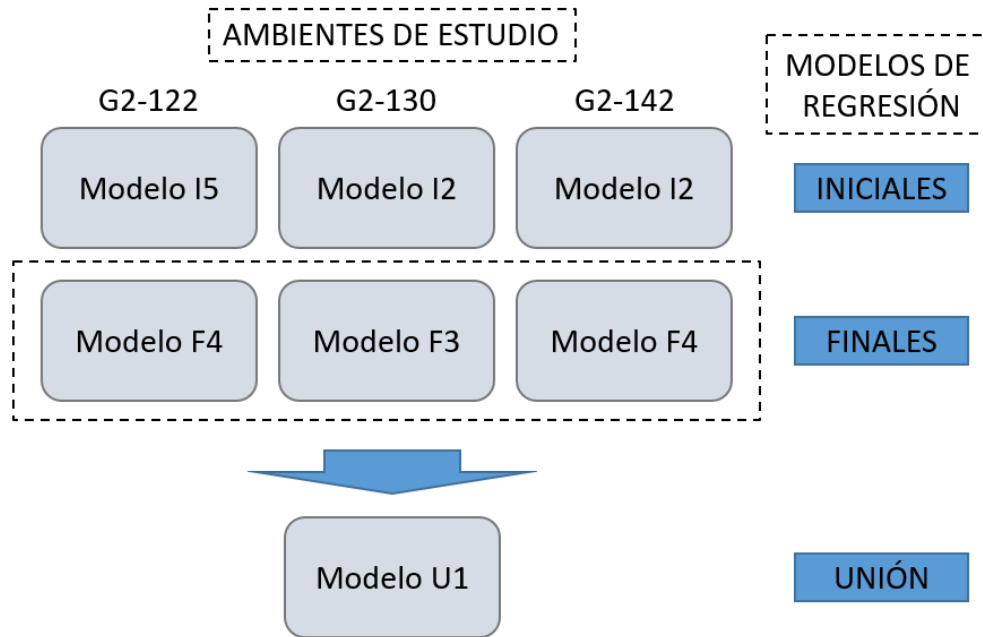 AMBIENTES DE ESTUDIO
MODELOS DE
REGRESIÓN
G2-122
G2-130
G2-142
Modelo I5
Modelo I2
Modelo I2
INICIALES
Modelo F4
Modelo F3
Modelo F4
FINALES
Modelo U1
UNIÓN